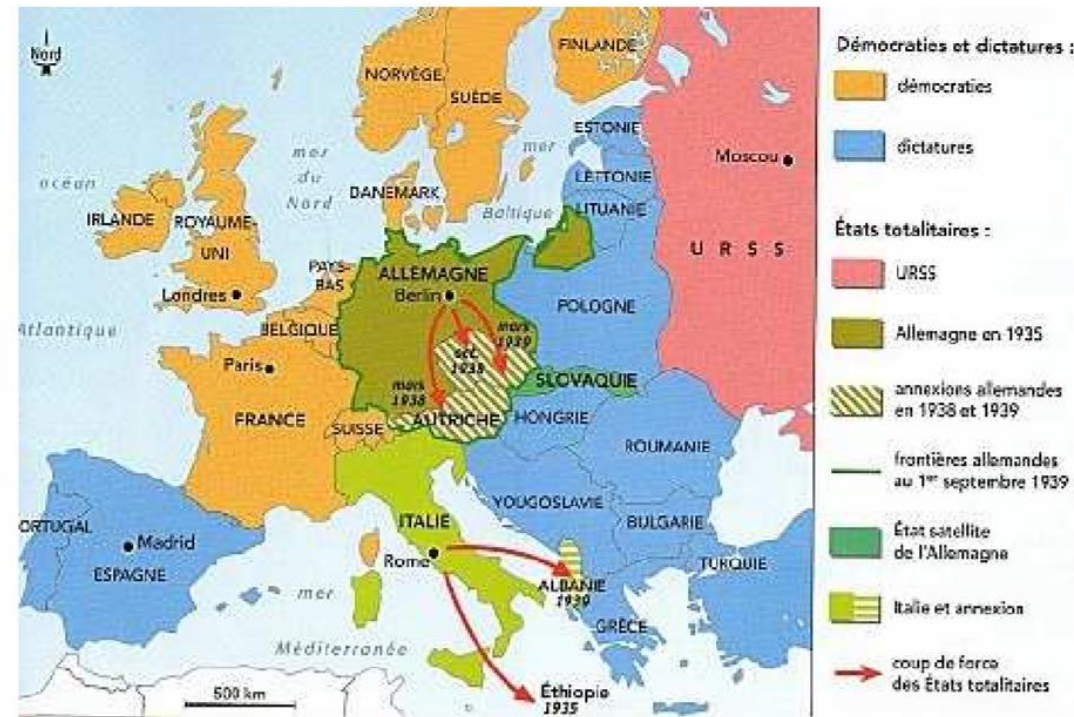 Nord
FINLANDE
NORVÈGE
SUÈDE
ESTONIE
Moscou
mer
du
Nord
mer
Baltique
LETTONIE
océan
DANEMARK
LITUANIE
IRLANDE
ROYAUME-
UNI
URSS
PAYS-
BAS
ALLEMAGNE
Berlin
Londres
POLOGNE
BELGIQUE
Atlantique
mars
1939
oct.
1938
Paris
SLOVAQUIE
mars
1938
FRANCE
SUISSE
AUTRICHE
HONGRIE
ROUMANIE
YOUGOSLAVIE
ITALIE
BULGARIE
ORTUGAL
Madrid
Rome
ESPAGNE
TURQUIE
ALBANIE
1939
mer
GRÈCE
Méditerranée
500 km
Éthiopie
1935
Démocraties et dictatures :
démocraties
dictatures
États totalitaires :
URSS
Allemagne en 1935
annexions allemandes
en 1938 et 1939
frontières allemandes
au 1er septembre 1939
État satellite
de l'Allemagne
Italie et annexion
coup de force
des États totalitaires